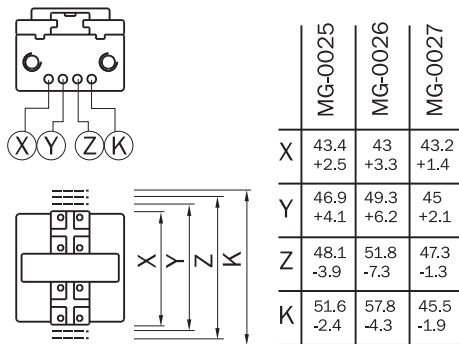 X Y Z K
X Y Z K
MG-0025 MG-0026 MG-0027
X 43.4 43 43.2
+2.5 +3.3 +1.4
Y 46.9 49.3 45
+4.1 +6.2 +2.1
Z 48.1 51.8 47.3
-3.9 -7.3 -1.3
K 51.6 57.8 45.5
-2.4 -4.3 -1.9